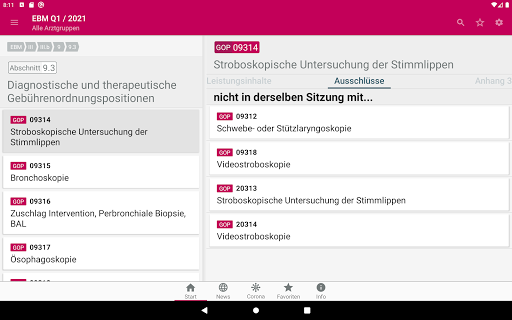 8:11
EBM Q1 / 2021
Alle Arztgruppen
EBM III III.b 9 9.3
Abschnitt 9.3
Diagnostische und therapeutische
Gebührenordnungspositionen
GOP 09314
Stroboskopische Untersuchung der
Stimmlippen
GOP 09315
Bronchoskopie
GOP 09316
Zuschlag Intervention, Perbronchiale Biopsie,
BAL
GOP 09317
Ösophagoskopie
GOP
GOP 09314
Stroboskopische Untersuchung der Stimmlippen
Leistungsinhalte Ausschlüsse Anhang 3
nicht in derselben Sitzung mit...
GOP 09312
Schwebe- oder Stützlaryngoskopie
GOP 09318
Videostroboskopie
GOP 20313
Stroboskopische Untersuchung der Stimmlippen
GOP 20314
Videostroboskopie
Start News Corona Favoriten Info